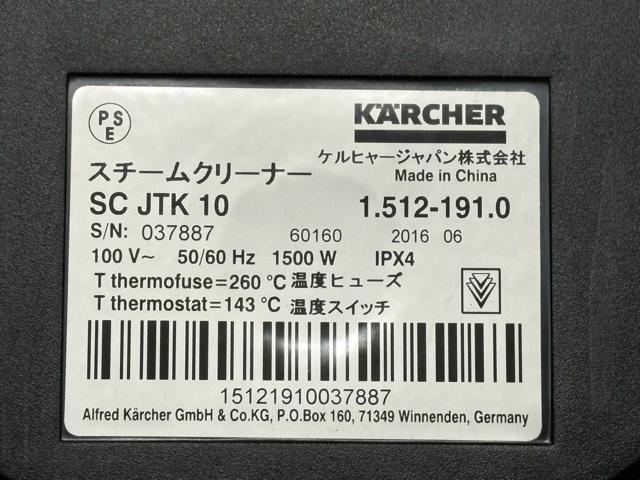 PS
E
KÄRCHER
ケルヒャージャパン株式会社
スチームクリーナー
Made in China
SC JTK 10 1.512-191.0
S/N: 037887 60160 2016 06
100 V~ 50/60 Hz 1500 W IPX4
T thermofuse=260 °C 温度ヒューズ
T thermostat=143 °C 温度スイッチ
15121910037887
Alfred Kärcher GmbH & Co.KG, P.O.Box 160, 71349 Winnenden, Germany